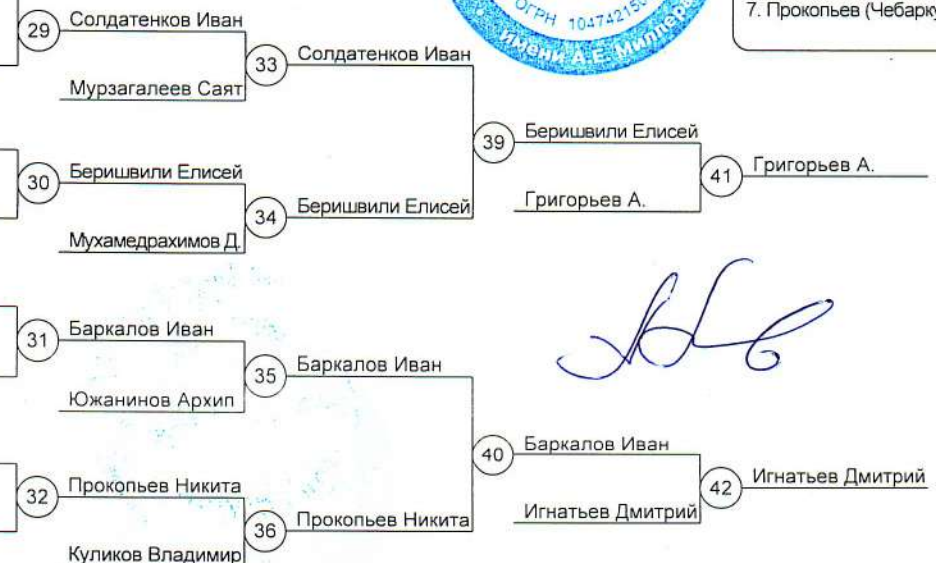 29 Солдатенков Иван
ОГРН 10474215
имени А.Е. Миллера
7. Прокопьев (Чебарку
33 Солдатенков Иван
Мурзагалеев Саят
39 Беришвили Елисей
30 Беришвили Елисей
41 Григорьев А.
Григорьев А.
34 Беришвили Елисей
Мухамедрахимов Д.
31 Баркалов Иван
35 Баркалов Иван
Южанинов Архип
40 Баркалов Иван
32 Прокопьев Никита
42 Игнатьев Дмитрий
Игнатьев Дмитрий
36 Прокопьев Никита
Куликов Владимир